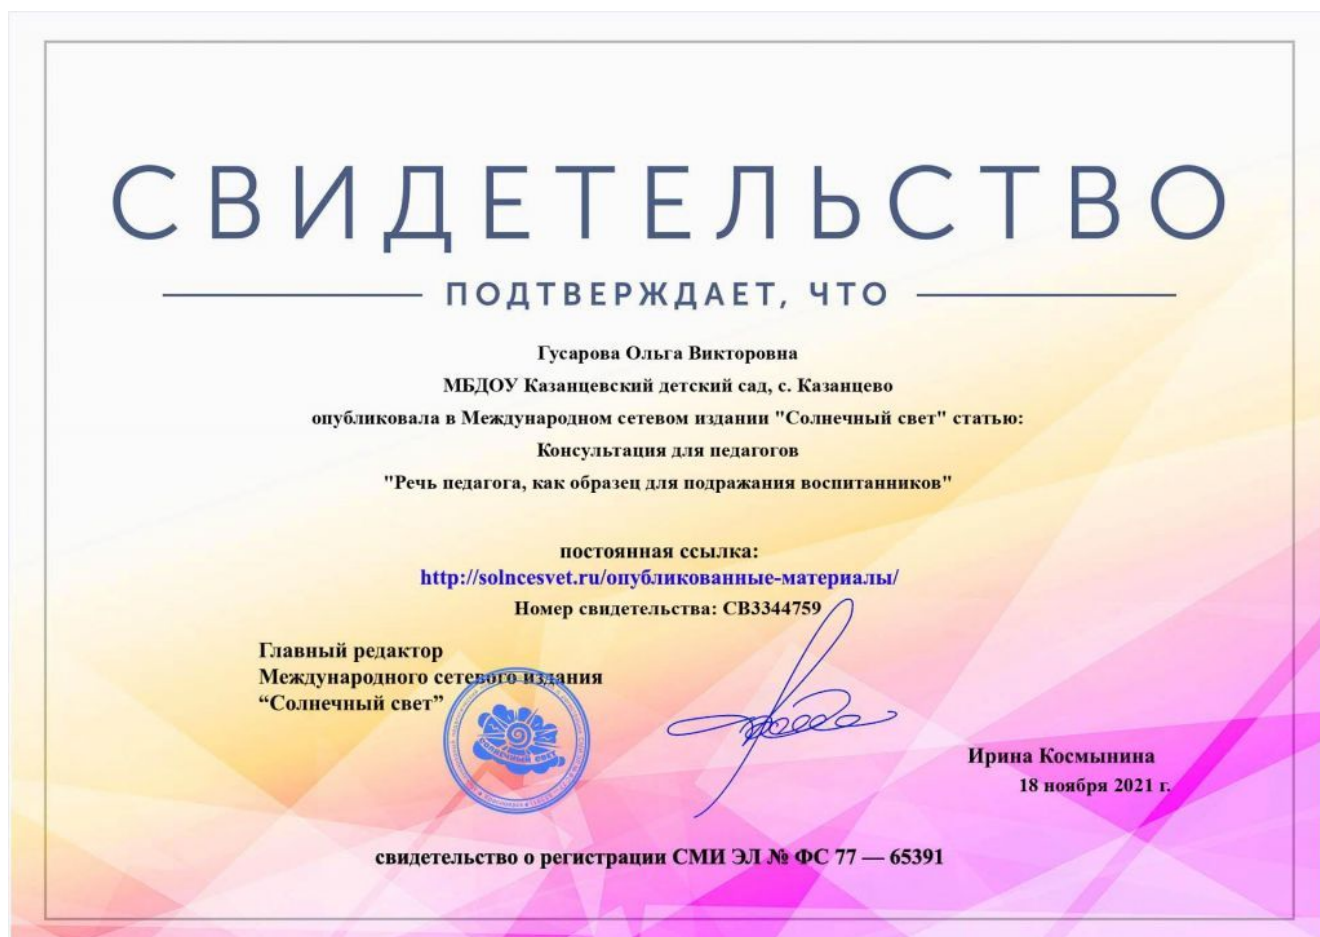 СВИДЕТЕЛЬСТВО
ПОДТВЕРЖДАЕТ, ЧТО
Гусарова Ольга Викторовна
МБДОУ Казанцевский детский сад, с. Казанцево
опубликовала в Международном сетевом издании "Солнечный свет" статью:
Консультация для педагогов
"Речь педагога, как образец для подражания воспитанников"
постоянная ссылка:
http://solncesvet.ru/опубликованные-материалы/
Номер свидетельства: СВ3344759
Главный редактор
Международного сетевого издания
“Солнечный свет”
Ирина Космынина
18 ноября 2021 г.
свидетельство о регистрации СМИ ЭЛ № ФС 77 — 65391